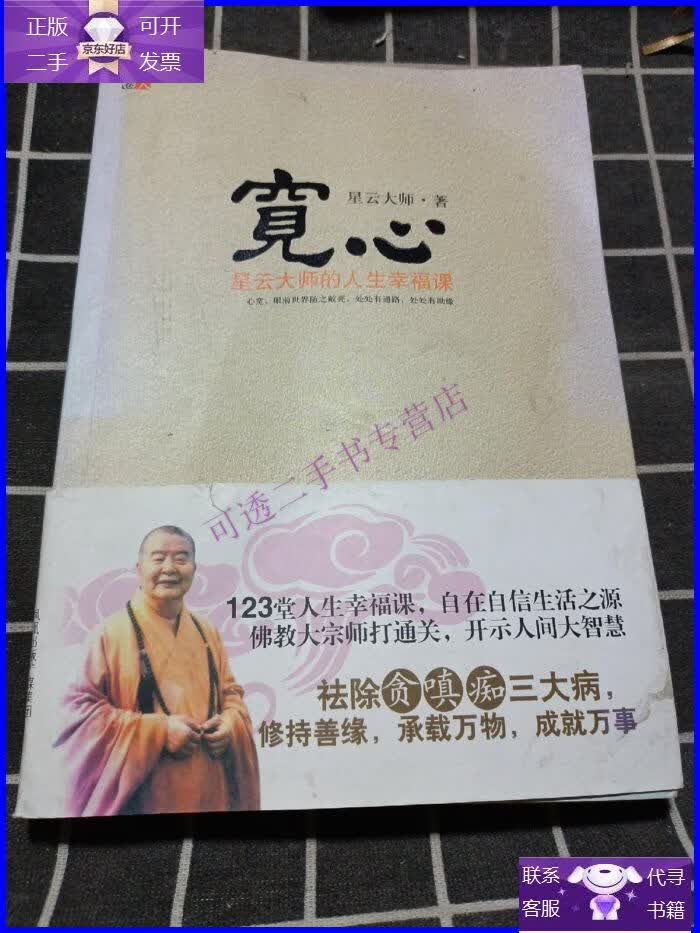 正版 可开
二手 发票
京东好店
星云大师·著
寛心
星云大师的人生幸福课
心宽,眼前世界随之敞亮,处处有通路,处处有助缘
可透二手书专营店
123堂人生幸福课,自在自信生活之源
佛教大宗师打通关,开示人间大智慧
祛除贪嗔痴三大病,
修持善缘,承载万物,成就万事
联系 代寻
客服 书籍